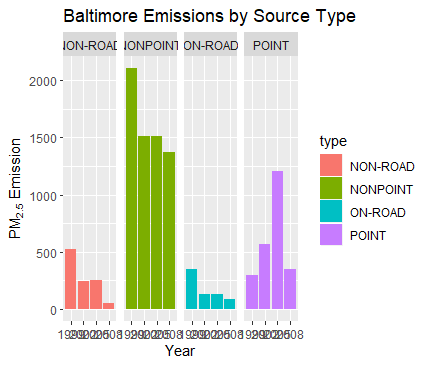 Baltimore Emissions by Source Type
NON-ROAD NONPOINT ON-ROAD POINT
2000
1500
1000
500
0
PM2.5 Emission
Year
type
NON-ROAD
NONPOINT
ON-ROAD
POINT